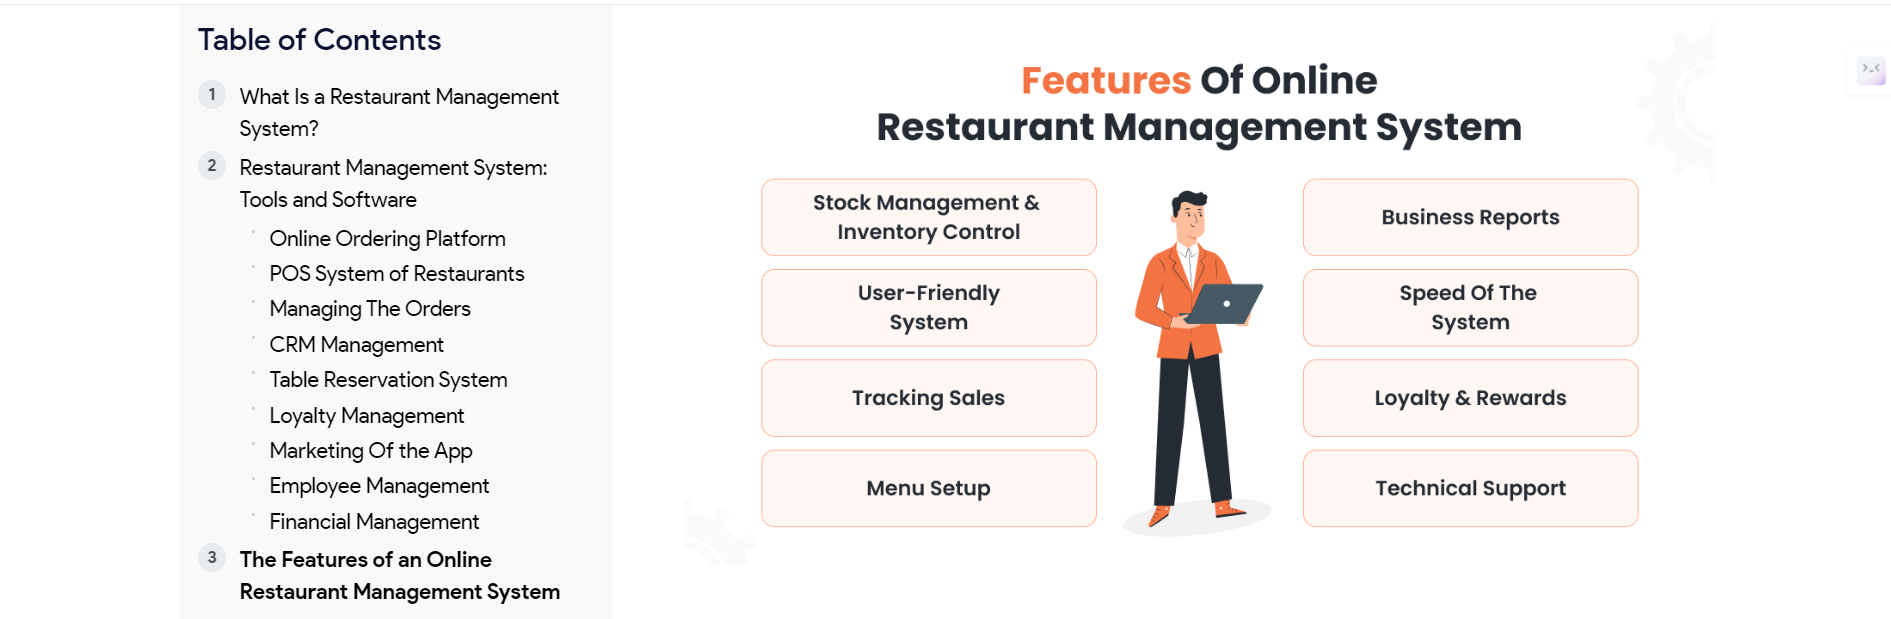 Table of Contents
1 What Is a Restaurant Management
System?
2 Restaurant Management System:
Tools and Software
Online Ordering Platform
POS System of Restaurants
Managing The Orders
CRM Management
Table Reservation System
Loyalty Management
Marketing Of the App
Employee Management
Financial Management
3 The Features of an Online
Restaurant Management System
Features Of Online
Restaurant Management System
Stock Management &
Inventory Control
User-Friendly
System
Tracking Sales
Menu Setup
Business Reports
Speed Of The
System
Loyalty & Rewards
Technical Support